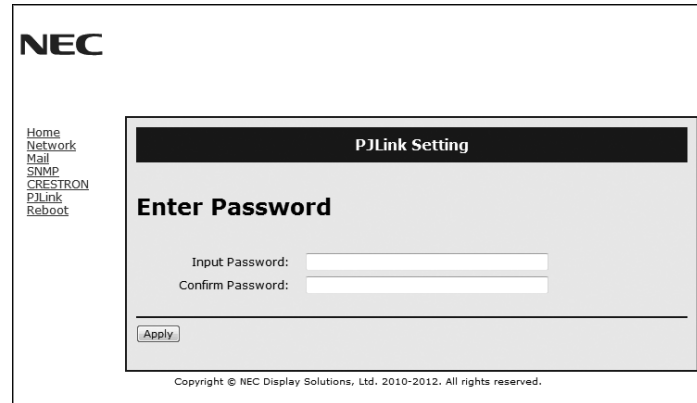 NEC
Home
Network
Mail
SNMP
CRESTRON
PJLink
Reboot
PJLink Setting
Enter Password
Input Password:
Confirm Password:
Apply
Copyright © NEC Display Solutions, Ltd. 2010-2012. All rights reserved.